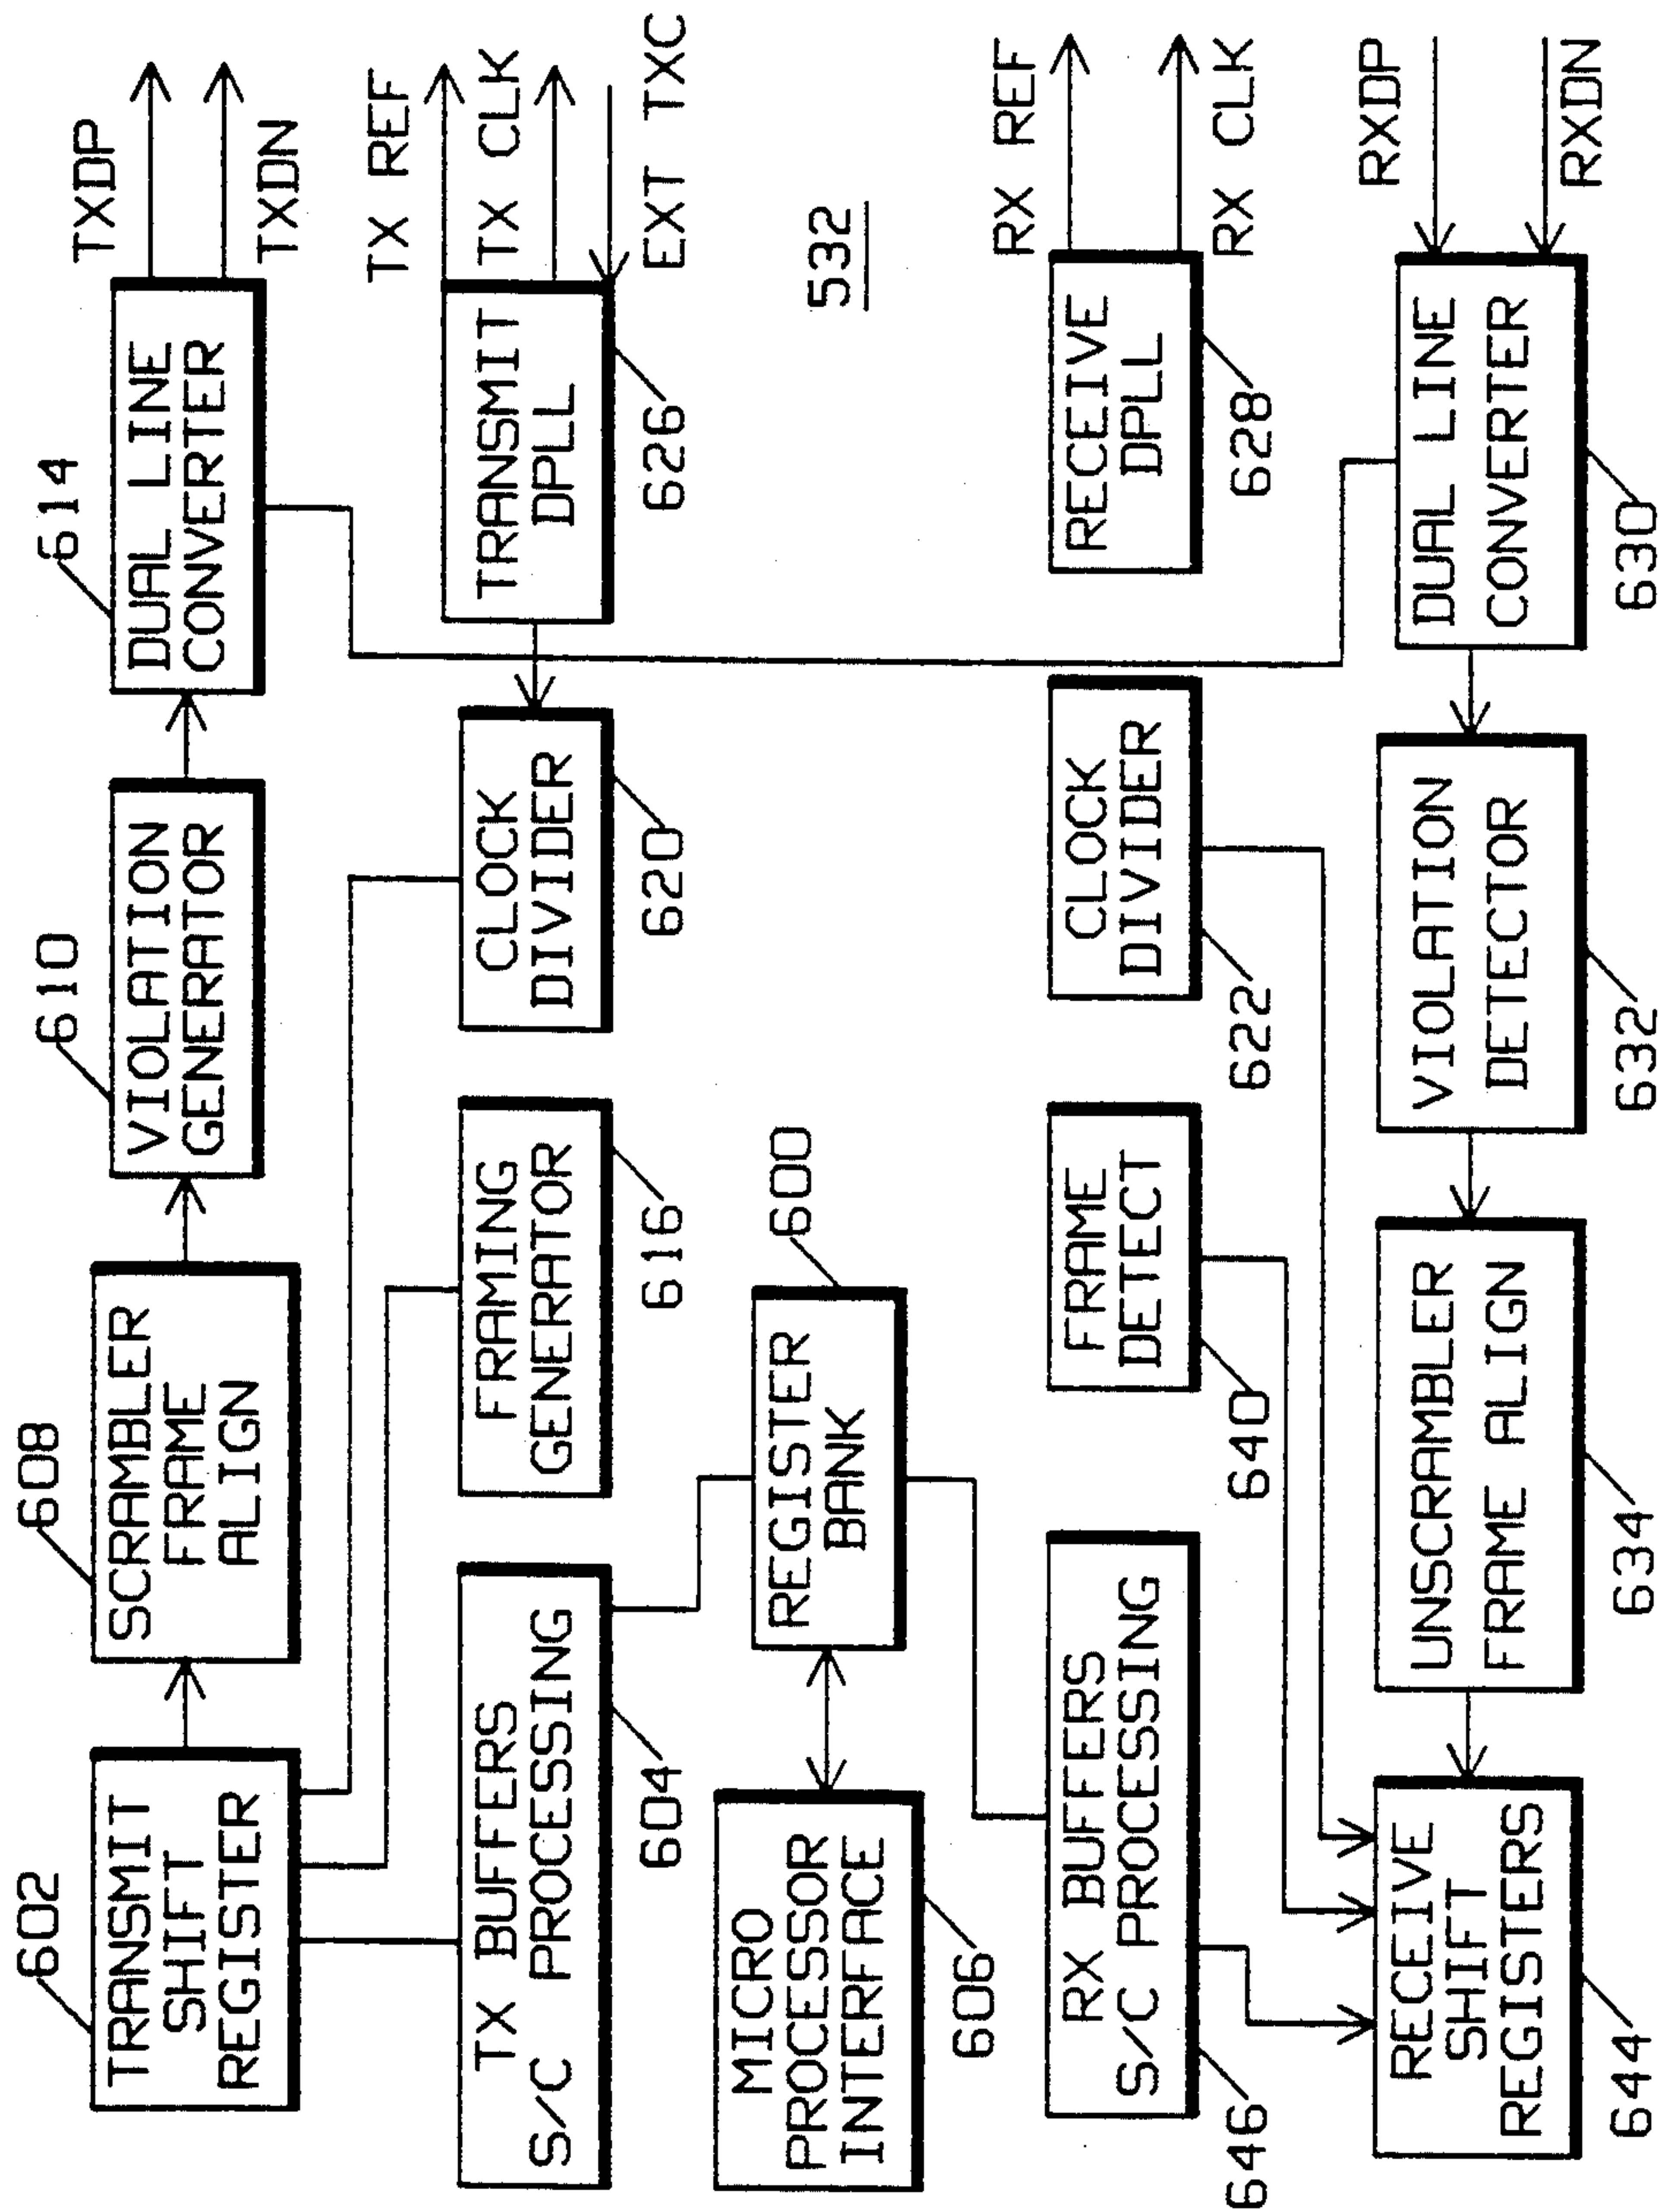 602
TRANSMIT
SHIFT
REGISTER
608
SCRAMBLER
FRAME
ALIGN
610
VIOLATION
GENERATOR
614
DUAL LINE
CONVERTER
TXDP
TXDN
TX BUFFERS
S/C PROCESSING
604
FRAMING
GENERATOR
616
CLOCK
DIVIDER
620
TRANSMIT
DPLL
626
TX REF
TX CLK
EXT TXC
MICRO
PROCESSOR
INTERFACE
606
REGISTER
BANK
600
532
RX BUFFERS
S/C PROCESSING
646
FRAME
DETECT
640
CLOCK
DIVIDER
622
RECEIVE
DPLL
628
RX REF
RX CLK
RECEIVE
SHIFT
REGISTERS
644
UNSCRAMBLER
FRAME ALIGN
634
VIOLATION
DETECTOR
632
DUAL LINE
CONVERTER
630
RXDP
RXDN